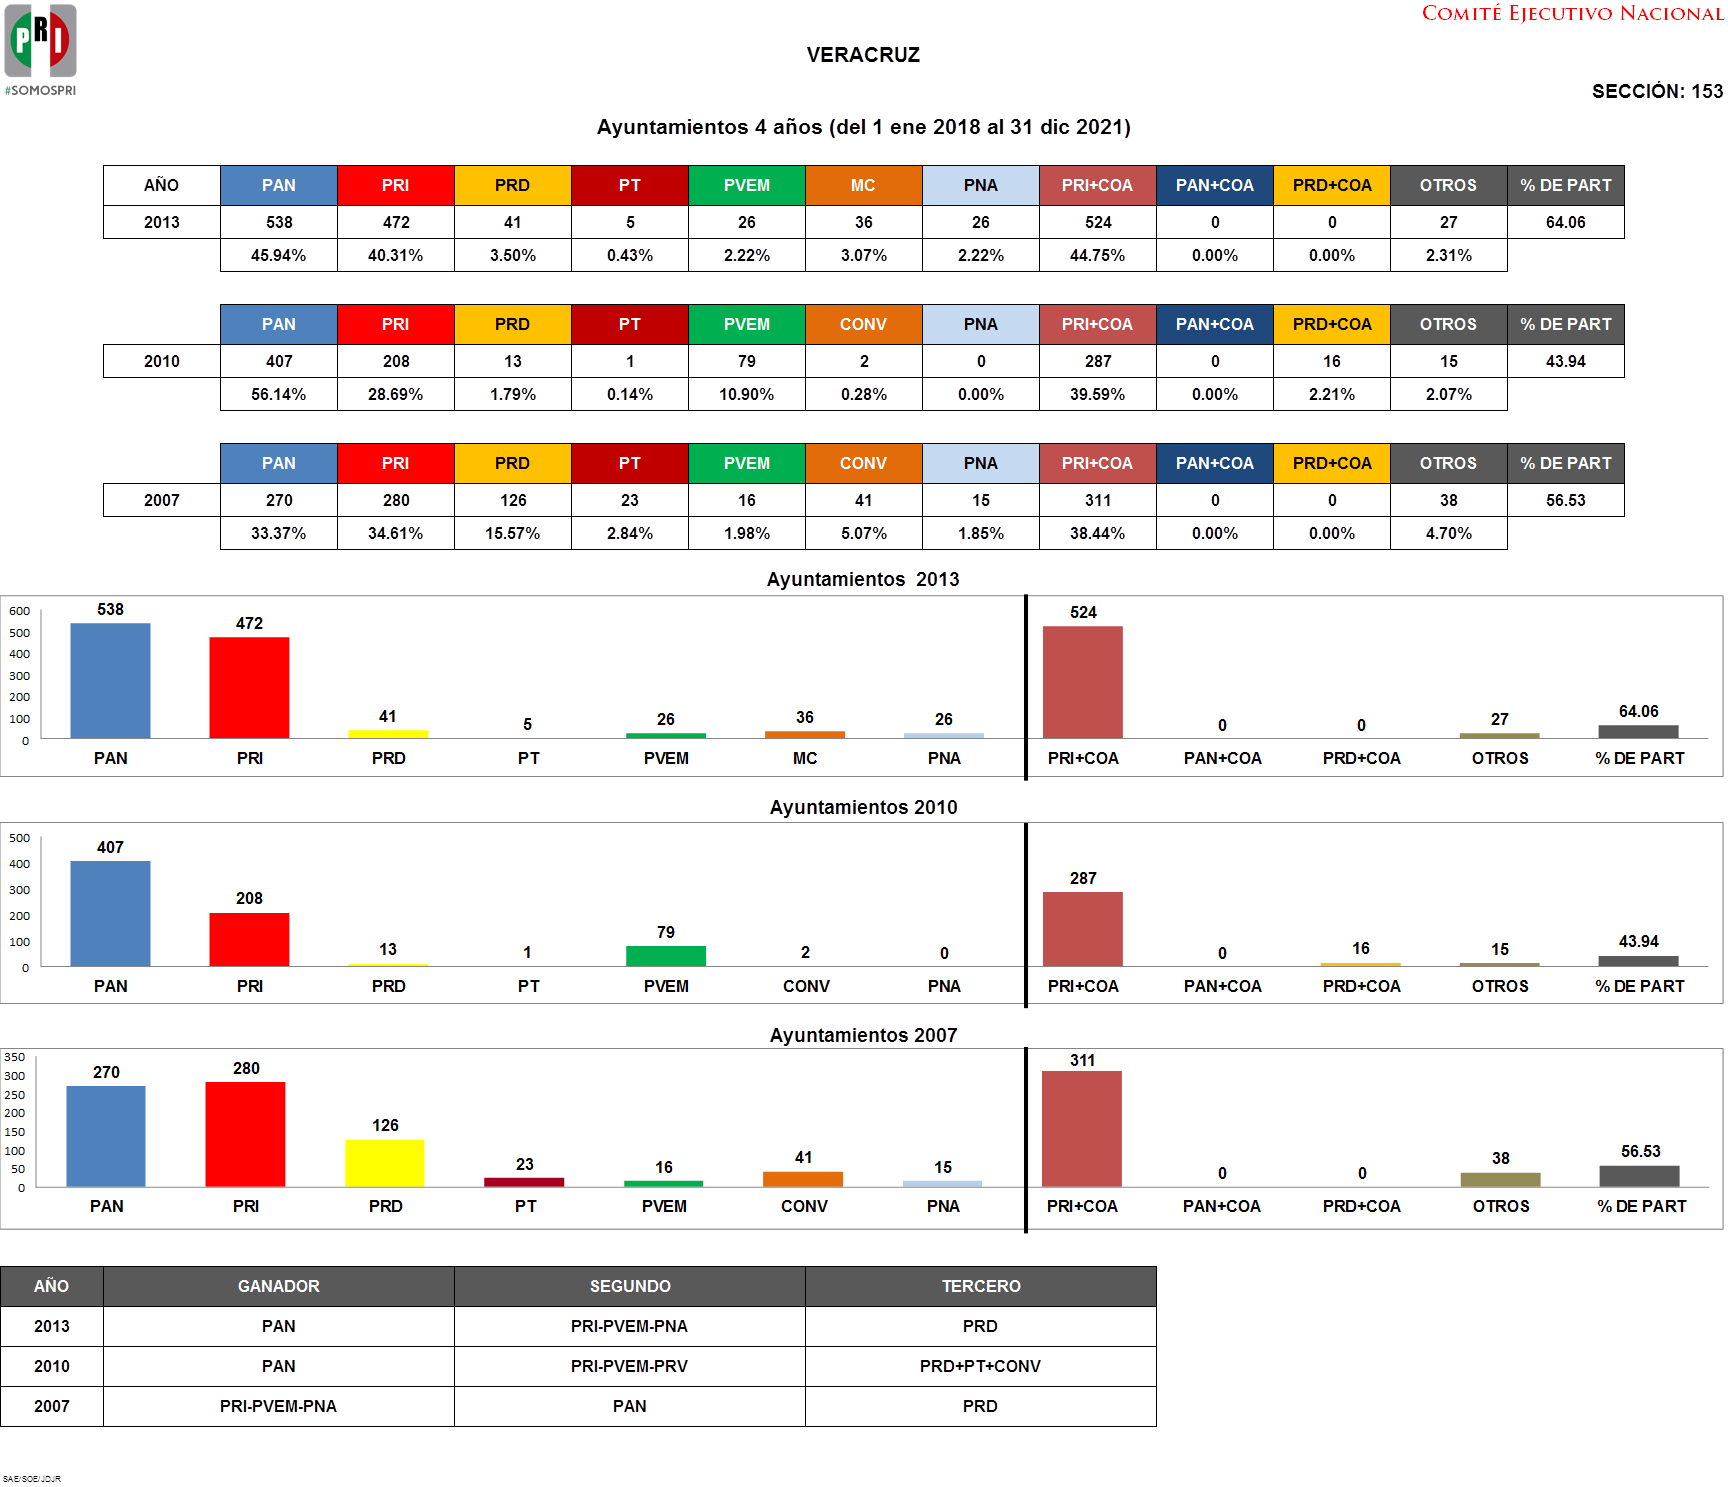 PRI
#SOMOSPRI
COMITÉ EJECUTIVO NACIONAL
VERACRUZ
SECCIÓN: 153
Ayuntamientos 4 años (del 1 ene 2018 al 31 dic 2021)
AÑO PAN PRI PRD PT PVEM MC PNA PRI+COA PAN+COA PRD+COA OTROS % DE PART
2013 538 472 41 5 26 36 26 524 0 0 27 64.06
45.94% 40.31% 3.50% 0.43% 2.22% 3.07% 2.22% 44.75% 0.00% 0.00% 2.31%
PAN PRI PRD PT PVEM CONV PNA PRI+COA PAN+COA PRD+COA OTROS % DE PART
2010 407 208 13 1 79 2 0 287 0 16 15 43.94
56.14% 28.69% 1.79% 0.14% 10.90% 0.28% 0.00% 39.59% 0.00% 2.21% 2.07%
PAN PRI PRD PT PVEM CONV PNA PRI+COA PAN+COA PRD+COA OTROS % DE PART
2007 270 280 126 23 16 41 15 311 0 0 38 56.53
33.37% 34.61% 15.57% 2.84% 1.98% 5.07% 1.85% 38.44% 0.00% 0.00% 4.70%
Ayuntamientos 2013
600
500
400
300
200
100
0
538 472 41 5 26 36 26 524 0 0 27 64.06
PAN PRI PRD PT PVEM MC PNA PRI+COA PAN+COA PRD+COA OTROS % DE PART
Ayuntamientos 2010
500
400
300
200
100
0
407 208 13 1 79 2 0 287 0 16 15 43.94
PAN PRI PRD PT PVEM CONV PNA PRI+COA PAN+COA PRD+COA OTROS % DE PART
Ayuntamientos 2007
350
300
250
200
150
100
50
0
270 280 126 23 16 41 15 311 0 0 38 56.53
PAN PRI PRD PT PVEM CONV PNA PRI+COA PAN+COA PRD+COA OTROS % DE PART
AÑO GANADOR SEGUNDO TERCERO
2013 PAN PRI-PVEM-PNA PRD
2010 PAN PRI-PVEM-PRV PRD+PT+CONV
2007 PRI-PVEM-PNA PAN PRD
SAE/SOE/JDJR